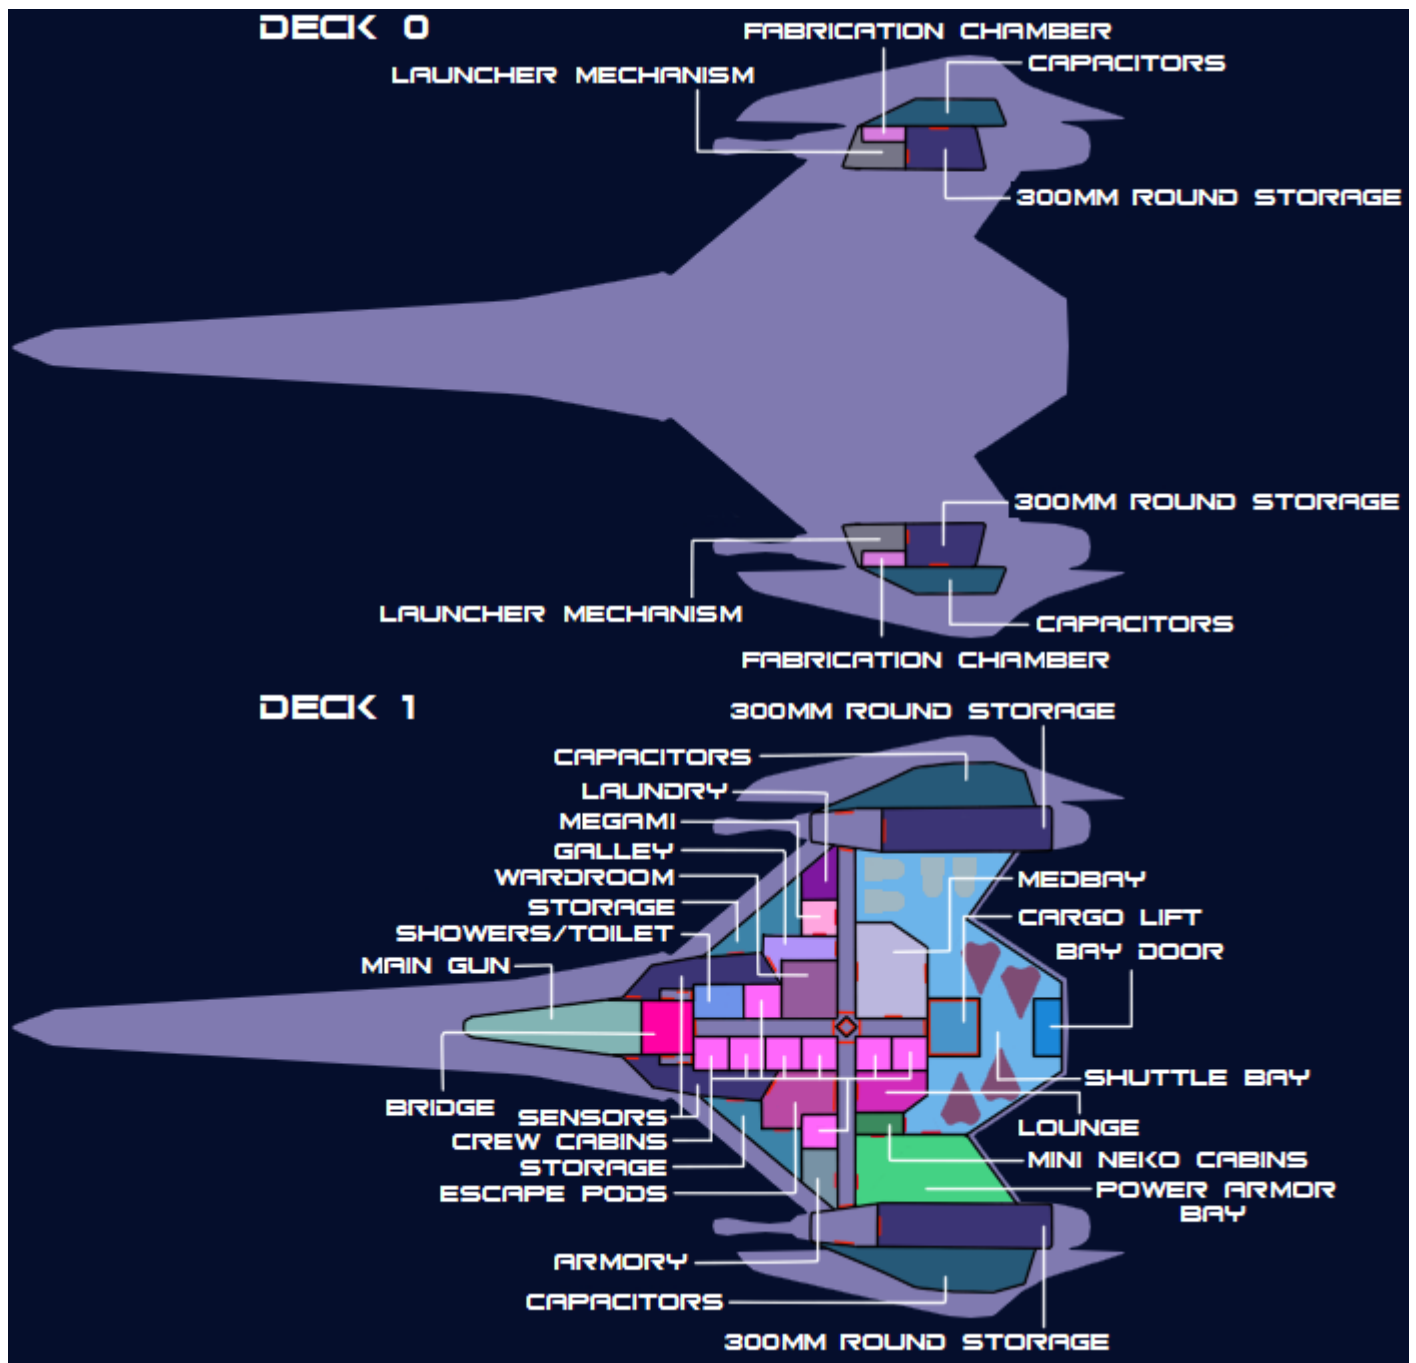 DECK 0
FABRICATION CHAMBER
CAPACITORS
LAUNCHER MECHANISM
300MM ROUND STORAGE
300MM ROUND STORAGE
LAUNCHER MECHANISM
CAPACITORS
FABRICATION CHAMBER
DECK 1
300MM ROUND STORAGE
CAPACITORS
LAUNDRY
MEGAMI
GALLEY
WARDROOM
STORAGE
SHOWERS/TOILET
MAIN GUN
MEDBAY
CARGO LIFT
BAY DOOR
SHUTTLE BAY
BRIDGE
SENSORS
LOUNGE
CREW CABINS
MINI NEKO CABINS
STORAGE
ESCAPE PODS
POWER ARMOR
BAY
ARMORY
CAPACITORS
300MM ROUND STORAGE